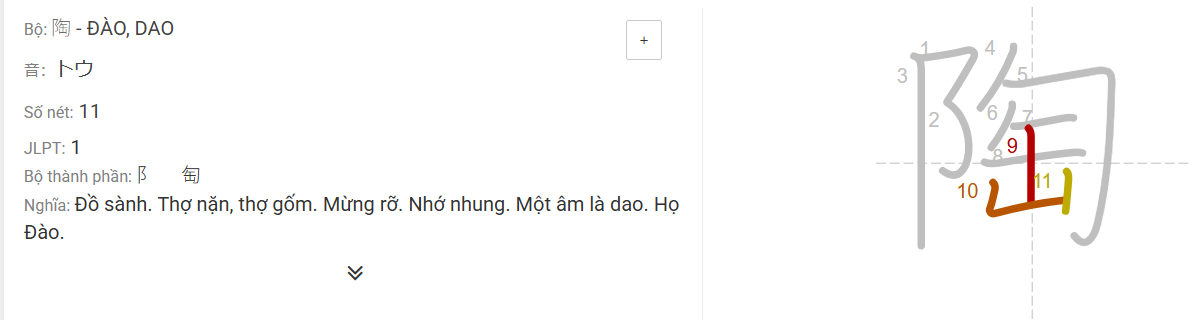 Bộ: 陶 - ĐÀO, DAO
+
音: トウ
Số nét: 11
JLPT: 1
Bộ thành phần: 阝 匋
Nghĩa: Đồ sành. Thợ nặn, thợ gốm. Mừng rỡ. Nhớ nhung. Một âm là dao. Họ
Đào.
陶
1 4
3 5
2 6 7
9 8
10 11